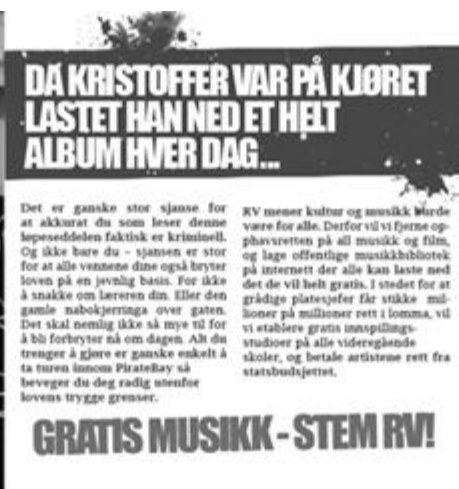 DA KRISTOFFER VAR PÅ KJØRET
LASTET HAN NED ET HELT
ALBUM HVER DAG...
Det er ganske stor sjanse for
at akkurat du som leser denne
løpeseddelen faktisk er kriminell.
Og ikke bare du – sjansen er stor
for at alle vennene dine også bryter
loven på en jevnlig basis. For ikke
å snakke om læreren din. Eller den
gamle nabokjerringa over gaten.
Det skal nemlig ikke så mye til for
å bli forbryter nå om dagen. Alt du
trenger å gjøre er ganske enkelt å
ta turen innom PirateBay så
beveger du deg radig utenfor
lovens trygge grenser.
RV mener kultur og musikk burde
være for alle. Derfor vil vi fjerne op-
phavsretten på all musikk og film,
og lage offentlige musikkbibliotek
på internett der alle kan laste ned
det de vil helt gratis. I stedet for at
grådige platesjefer får stikke mil-
lioner på millioner rett i lomma, vil
vi etablere gratis innspillings-
studioer på alle videregående
skoler, og betale artistene rett fra
statsbudsjettet.
GRATIS MUSIKK - STEM RV!